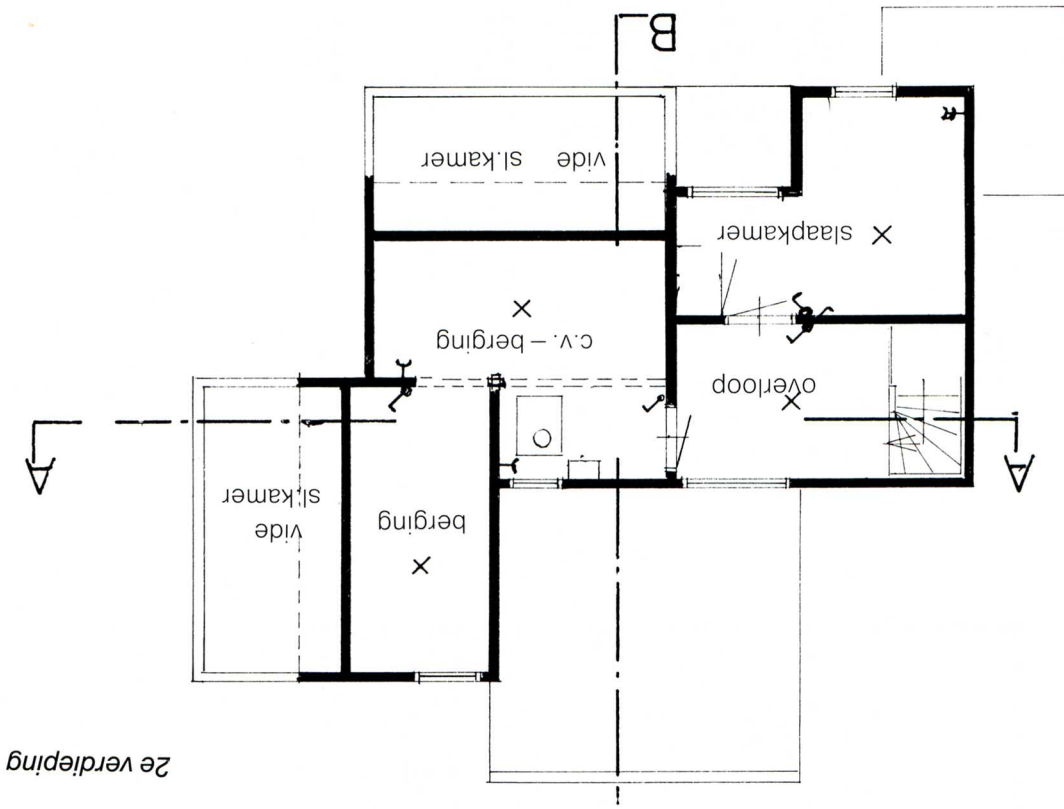 2e verdieping
berging
vide
sl.kamer
A
A
overloop
c.v. – berging
slaapkamer
vide sl.kamer
B